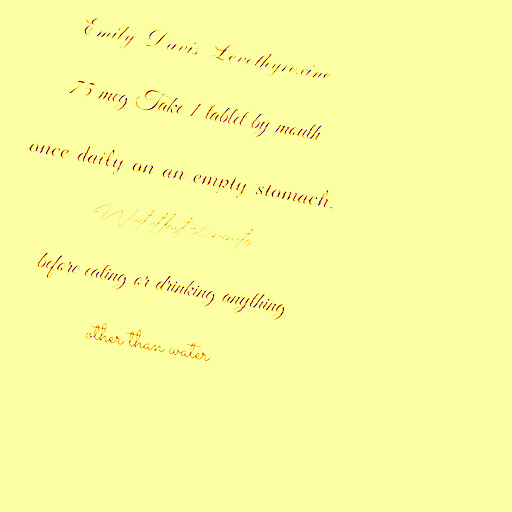 Emily Davis Levothyroxine
75 mcg Take 1 tablet by mouth
once daily on an empty stomach.
Wait at least 30 minutes
before eating or drinking anything
other than water.